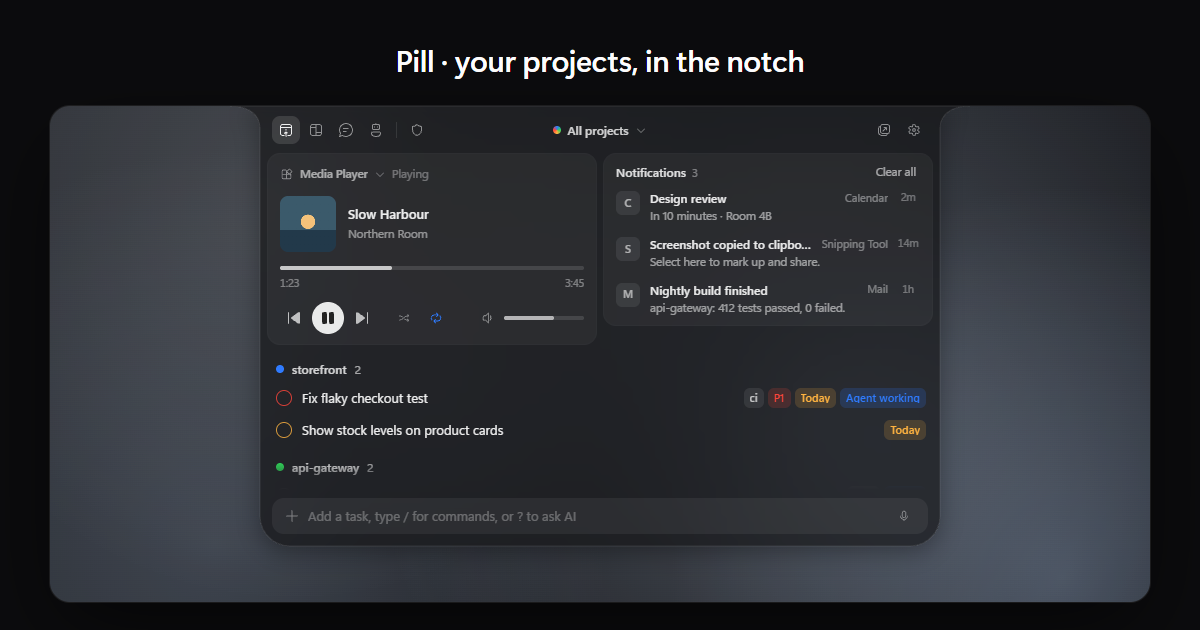 Pill · your projects, in the notch
All projects
Media Player Playing
Slow Harbour
Northern Room
1:23 3:45
Notifications 3 Clear all
C Design review Calendar 2m
In 10 minutes · Room 4B
S Screenshot copied to clipbo... Snipping Tool 14m
Select here to mark up and share.
M Nightly build finished Mail 1h
api-gateway: 412 tests passed, 0 failed.
storefront 2
Fix flaky checkout test ci P1 Today Agent working
Show stock levels on product cards Today
api-gateway 2
Add a task, type / for commands, or ? to ask AI